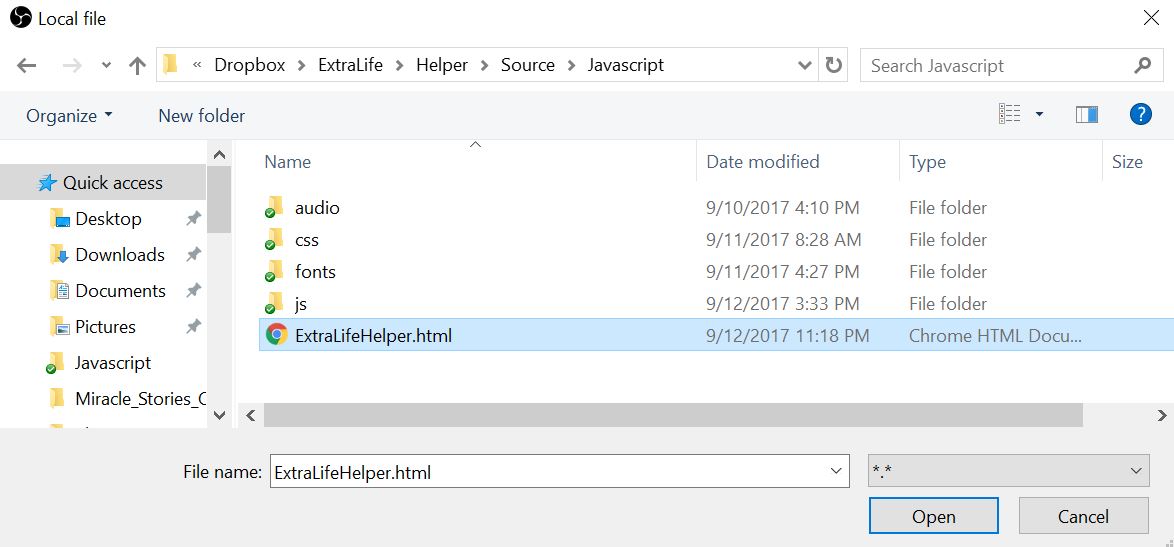 Local file
« Dropbox > ExtraLife > Helper > Source > Javascript
Search Javascript
Organize
New folder
Name Date modified Type Size
Quick access
Desktop
Downloads
Documents
Pictures
Javascript
Miracle_Stories_C
audio 9/10/2017 4:10 PM File folder
css 9/11/2017 8:28 AM File folder
fonts 9/11/2017 4:27 PM File folder
js 9/12/2017 3:33 PM File folder
ExtraLifeHelper.html 9/12/2017 11:18 PM Chrome HTML Docu...
File name: ExtraLifeHelper.html
*.*
Open
Cancel